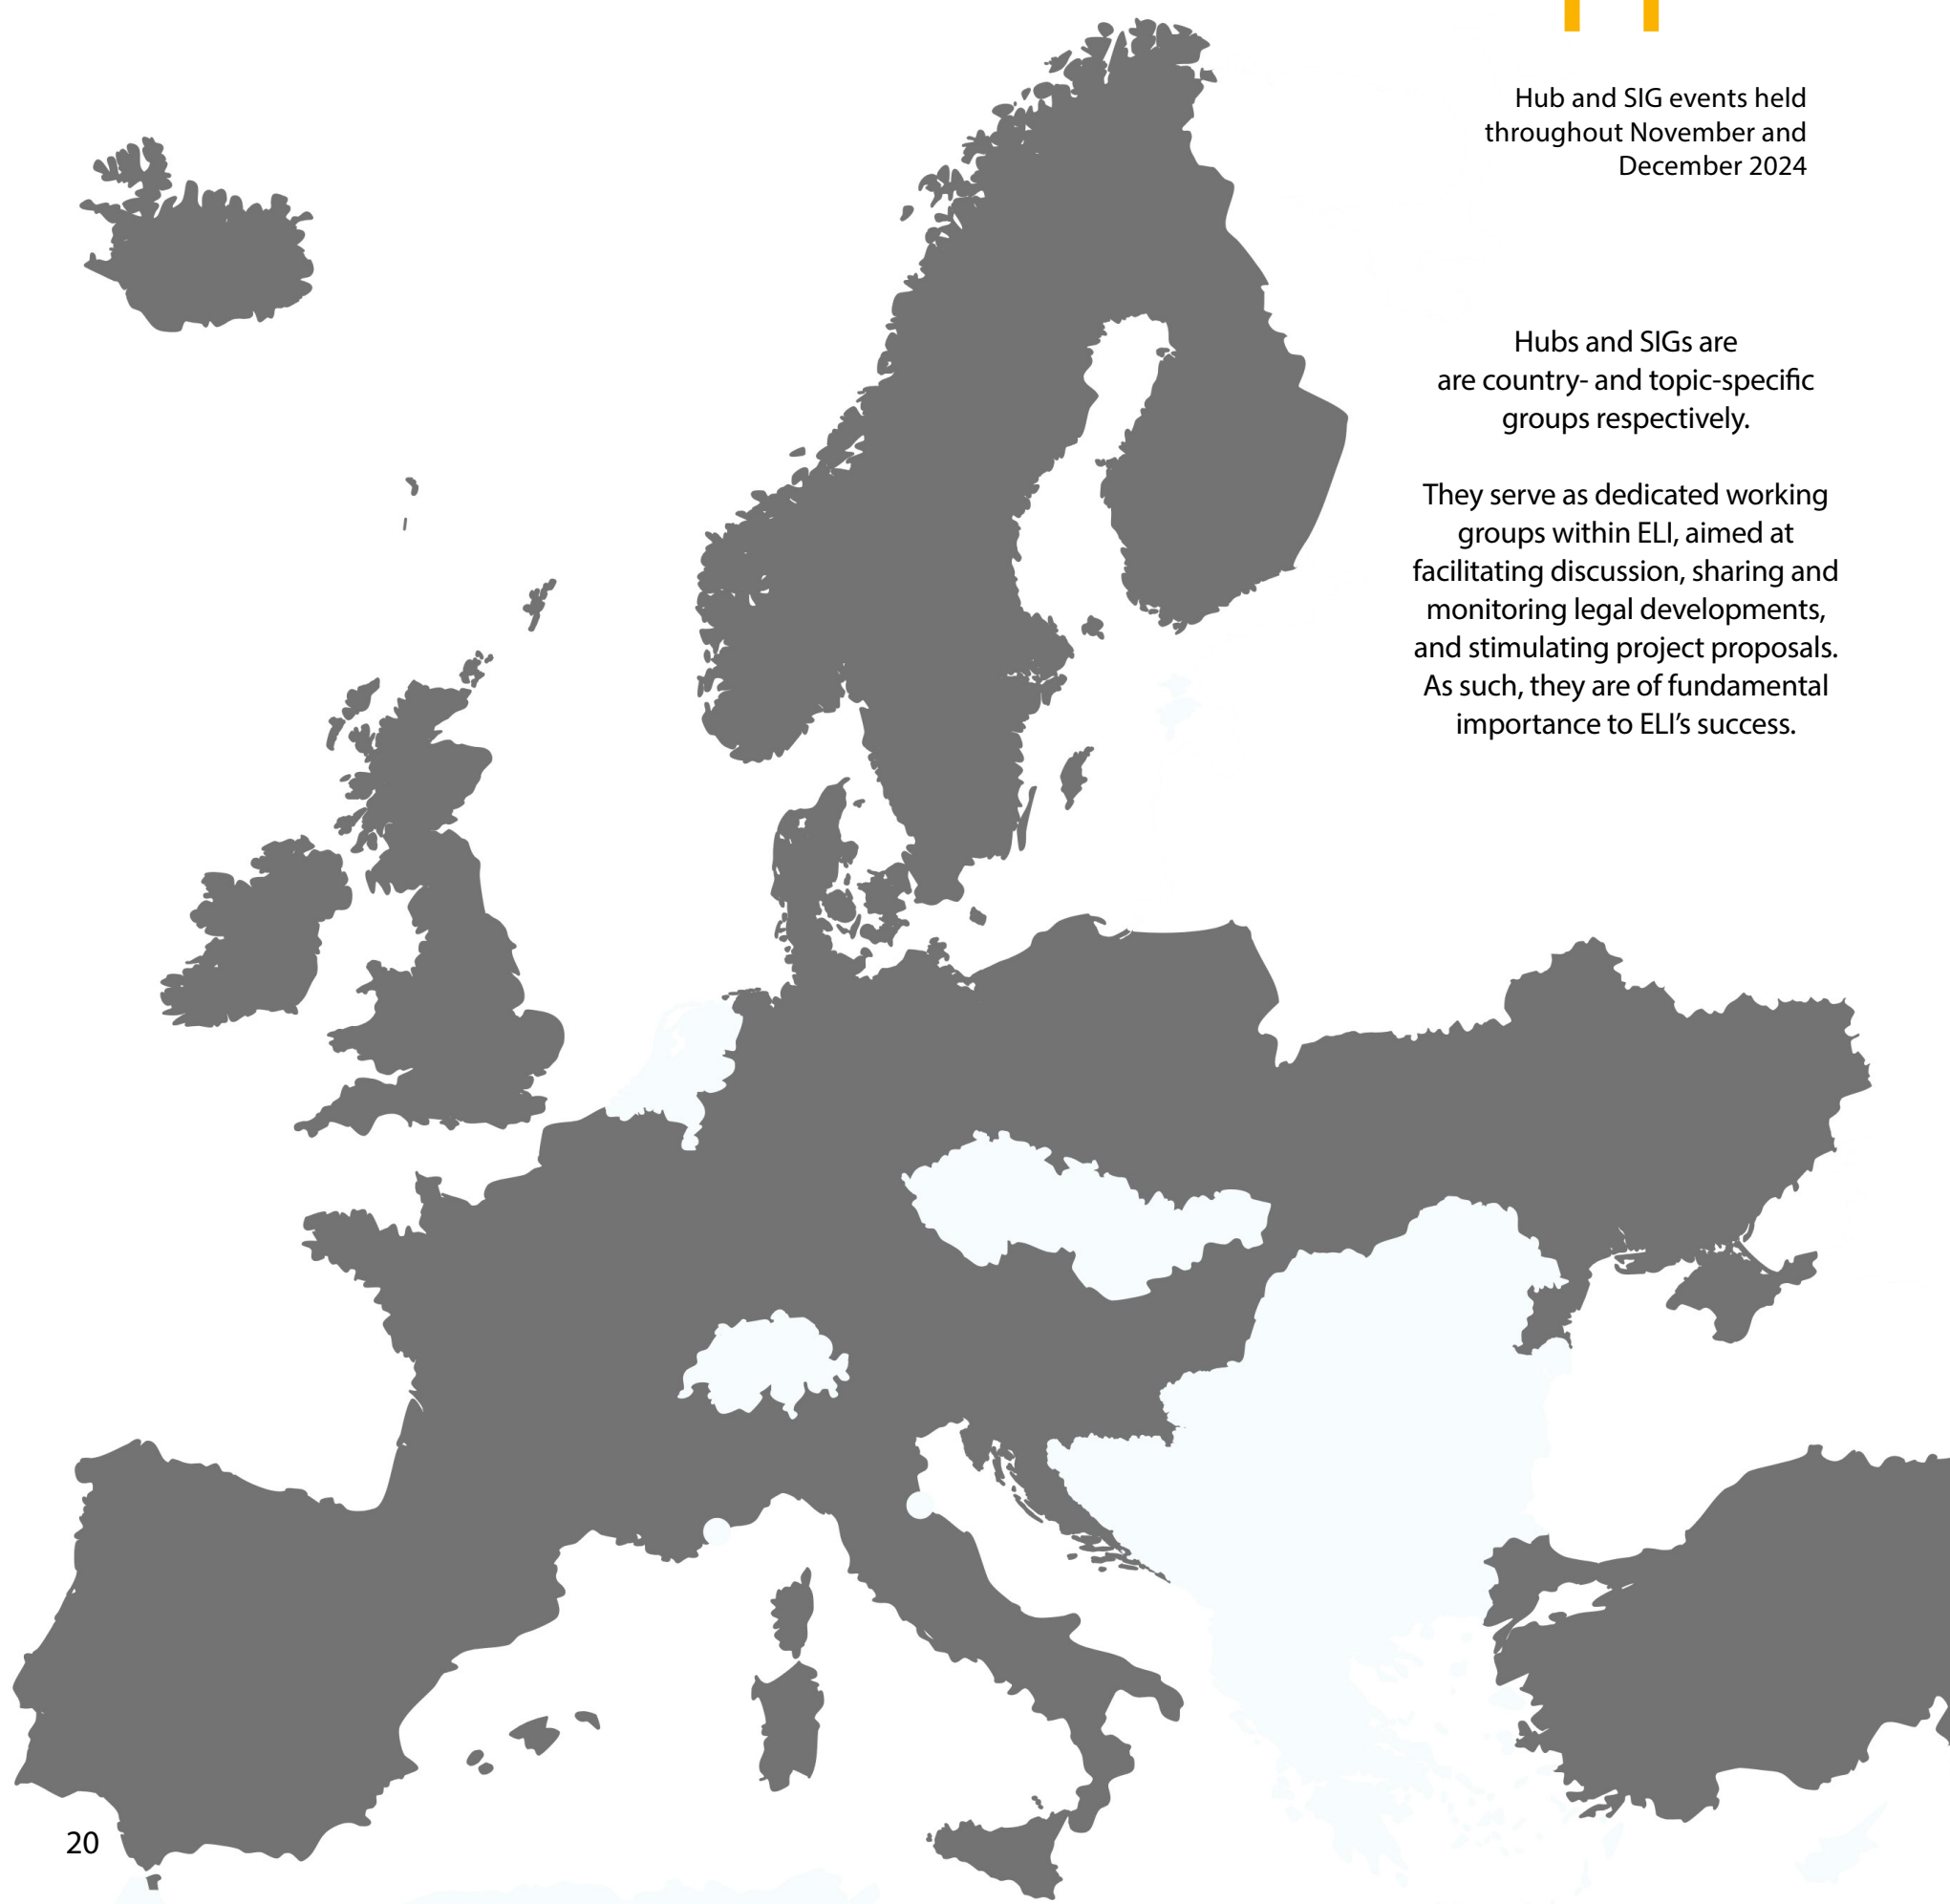 Hub and SIG events held
throughout November and
December 2024
Hubs and SIGs are
are country- and topic-specific
groups respectively.
They serve as dedicated working
groups within ELI, aimed at
facilitating discussion, sharing and
monitoring legal developments,
and stimulating project proposals.
As such, they are of fundamental
importance to ELI’s success.
20